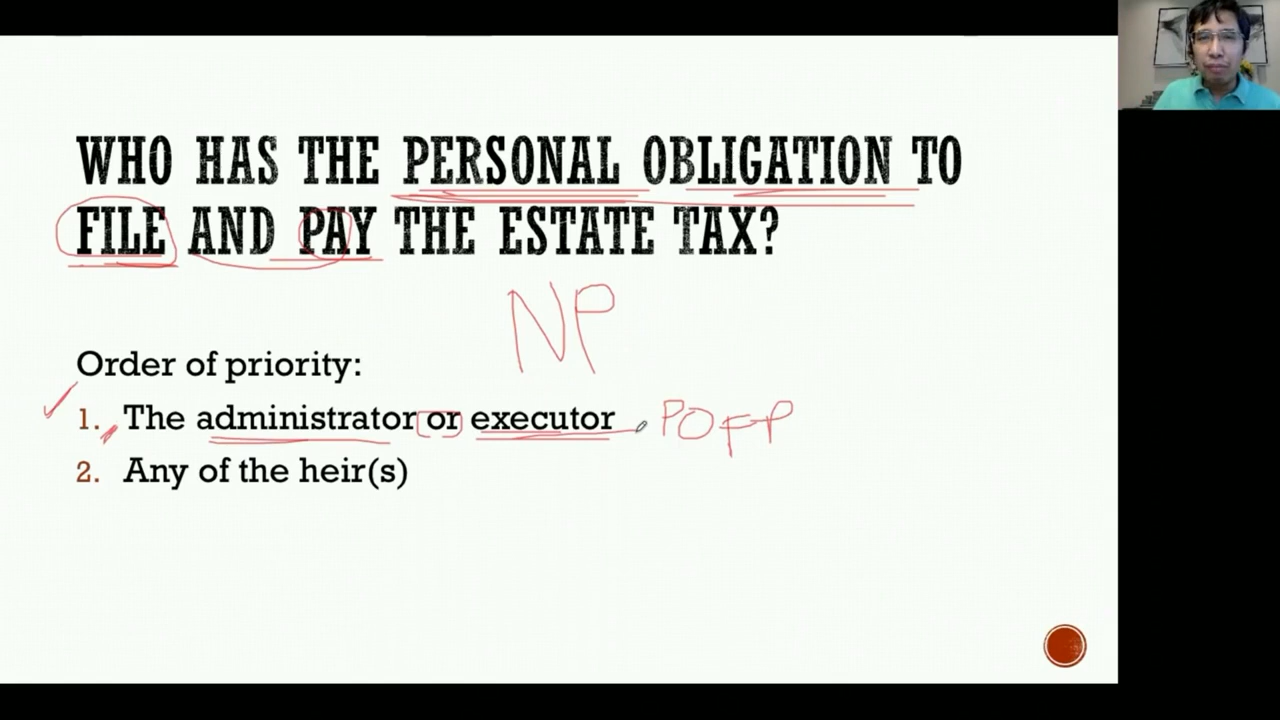 WHO HAS THE PERSONAL OBLIGATION TO
FILE AND PAY THE ESTATE TAX?
NP
Order of priority:
1. The administrator or executor POFP
2. Any of the heir(s)